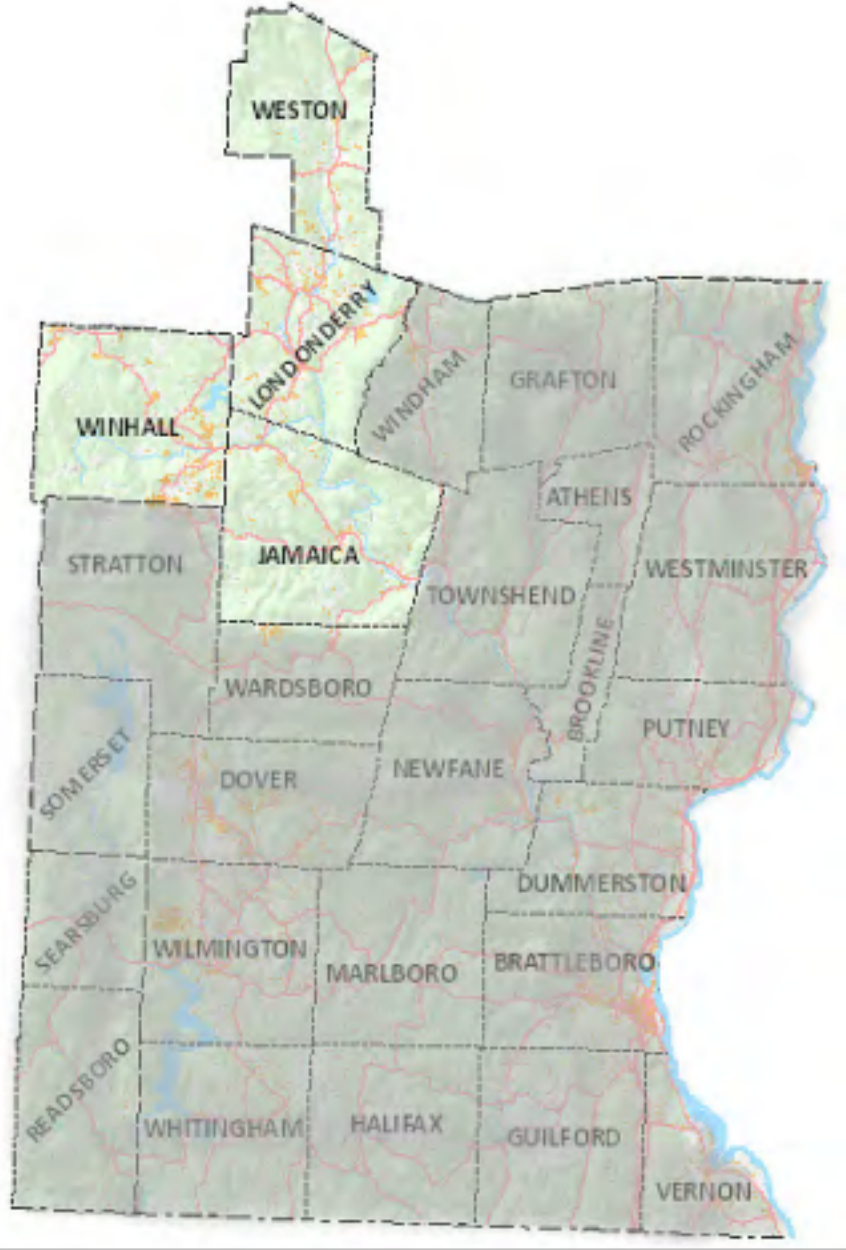 WESTON
LONDONDERRY
WINDHAM
GRAFTON
ROCKINGHAM
WINHALL
ATHENS
JAMAICA
STRATTON
WESTMINSTER
TOWNSHEND
BROOKLINE
WARDSBORO
PUTNEY
SOMERSET
DOVER
NEWFANE
DUMMERSTON
SEARSBURG
WILMINGTON
MARLBORO
BRATTLEBORO
READSBORO
WHITINGHAM
HALIFAX
GUILFORD
VERNON